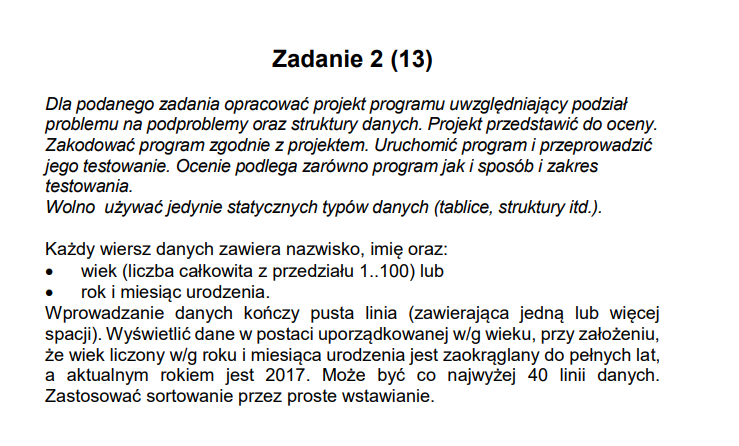 Zadanie 2 (13)
Dla podanego zadania opracować projekt programu uwzględniający podział
problemu na podproblemy oraz struktury danych. Projekt przedstawić do oceny.
Zakodować program zgodnie z projektem. Uruchomić program i przeprowadzić
jego testowanie. Ocenie podlega zarówno program jak i sposób i zakres
testowania.
Wolno używać jedynie statycznych typów danych (tablice, struktury itd.).
Każdy wiersz danych zawiera nazwisko, imię oraz:
• wiek (liczba całkowita z przedziału 1..100) lub
• rok i miesiąc urodzenia.
Wprowadzanie danych kończy pusta linia (zawierająca jedną lub więcej
spacji). Wyświetlić dane w postaci uporządkowanej w/g wieku, przy założeniu,
że wiek liczony w/g roku i miesiąca urodzenia jest zaokrąglany do pełnych lat,
a aktualnym rokiem jest 2017. Może być co najwyżej 40 linii danych.
Zastosować sortowanie przez proste wstawianie.